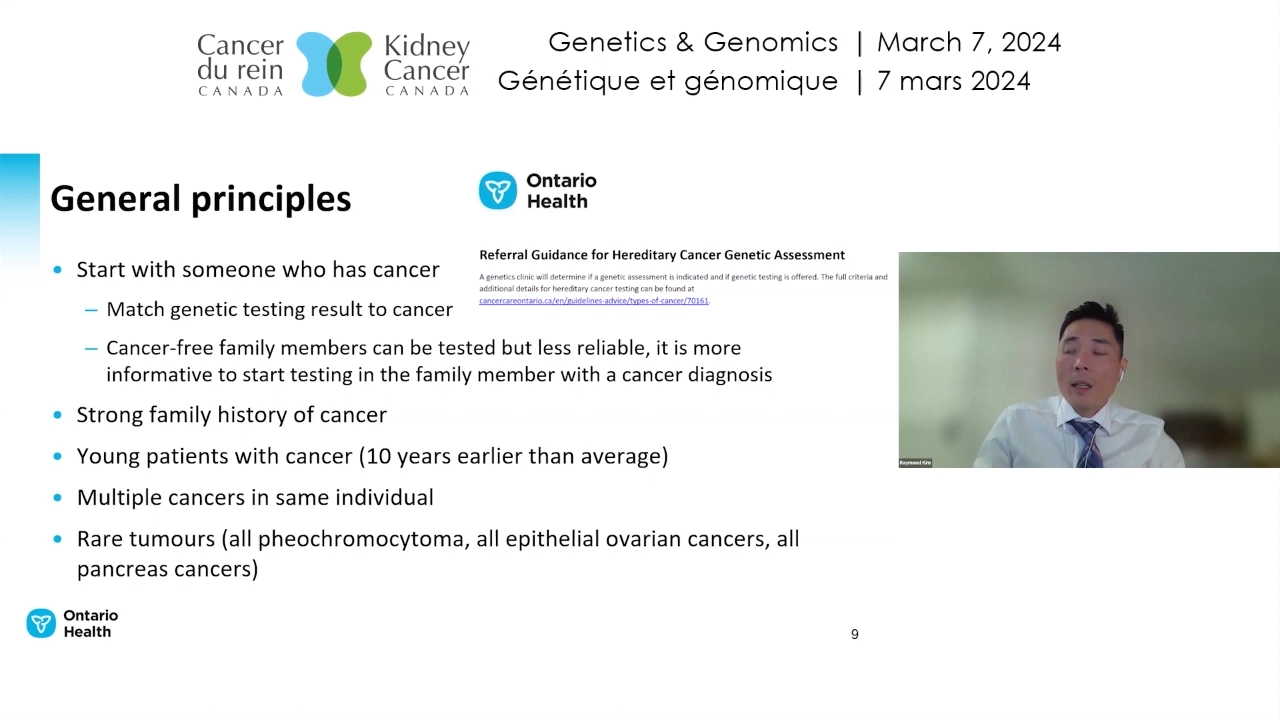 Cancer
du rein
CANADA
Kidney
Cancer
CANADA
Genetics & Genomics | March 7, 2024
Génétique et génomique | 7 mars 2024
General principles
Ontario
Health
Referral Guidance for Hereditary Cancer Genetic Assessment
A genetics clinic will determine if a genetic assessment is indicated and if genetic testing is offered. The full criteria and
additional details for hereditary cancer testing can be found at
cancercareontario.ca/en/guidelines-advice/types-of-cancer/70161.
• Start with someone who has cancer
– Match genetic testing result to cancer
– Cancer-free family members can be tested but less reliable, it is more
informative to start testing in the family member with a cancer diagnosis
• Strong family history of cancer
• Young patients with cancer (10 years earlier than average)
• Multiple cancers in same individual
• Rare tumours (all pheochromocytoma, all epithelial ovarian cancers, all
pancreas cancers)
Ontario
Health
9
Raymond Kim